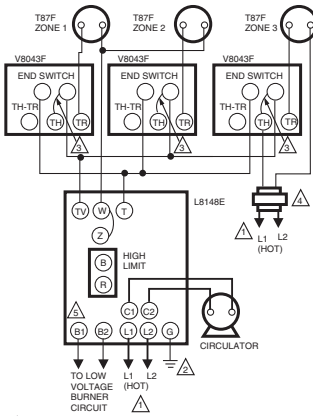 T87F
ZONE 1
T87F
ZONE 2
T87F
ZONE 3
V8043F
V8043F
V8043F
END SWITCH
END SWITCH
END SWITCH
TH-TR
TH
TR
TH-TR
TH
TR
TH-TR
TH
TR
3
3
3
4
1
L1
(HOT)
L2
L8148E
TV
W
T
Z
B
R
HIGH
LIMIT
C1
C2
5
B1
B2
L1
L2
G
CIRCULATOR
2
TO LOW
VOLTAGE
BURNER
CIRCUIT
L1
(HOT)
L2
1